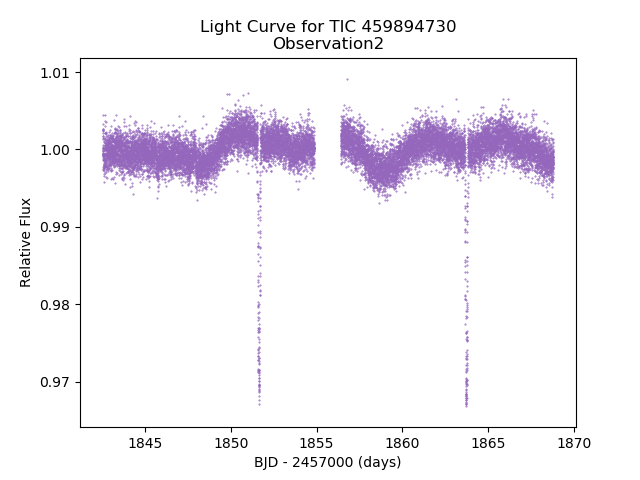 Light Curve for TIC 459894730
Observation2
1.01
1.00
0.99
0.98
0.97
Relative Flux
1845 1850 1855 1860 1865 1870
BJD - 2457000 (days)